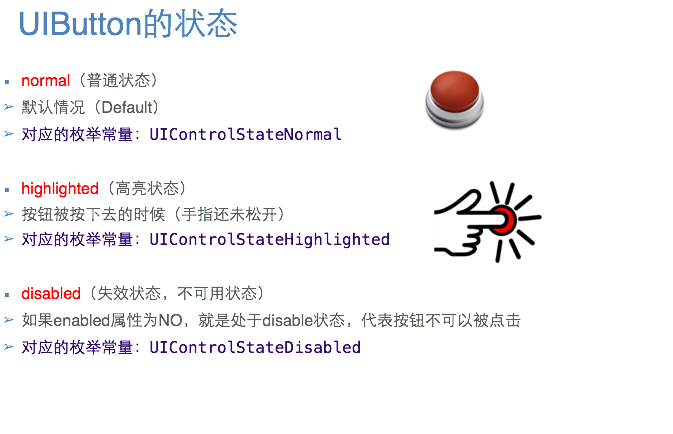 UIButton的状态
▪ normal（普通状态）
➢ 默认情况（Default）
➢ 对应的枚举常量：UIControlStateNormal
▪ highlighted（高亮状态）
➢ 按钮被按下去的时候（手指还未松开）
➢ 对应的枚举常量：UIControlStateHighlighted
▪ disabled（失效状态，不可用状态）
➢ 如果enabled属性为NO，就是处于disable状态，代表按钮不可以被点击
➢ 对应的枚举常量：UIControlStateDisabled